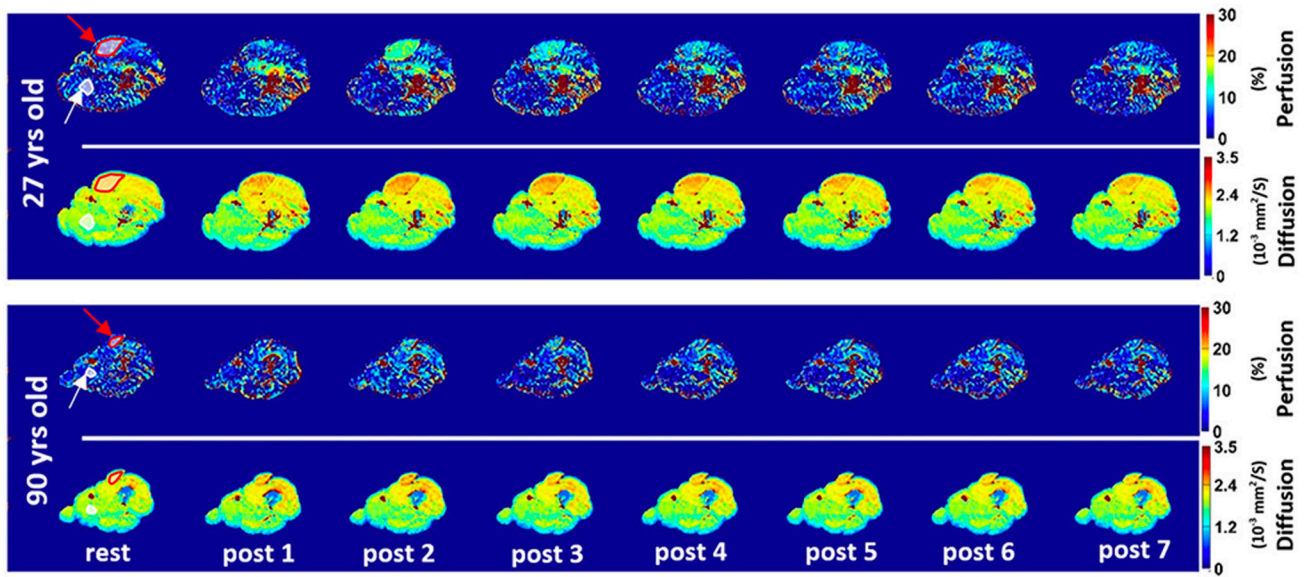 27 yrs old
30
20
10
0
(%)
Perfusion
3.5
2.4
1.2
0
(10⁻³ mm²/S)
Diffusion
90 yrs old
30
20
10
0
(%)
Perfusion
3.5
2.4
1.2
0
(10⁻³ mm²/S)
Diffusion
rest post 1 post 2 post 3 post 4 post 5 post 6 post 7